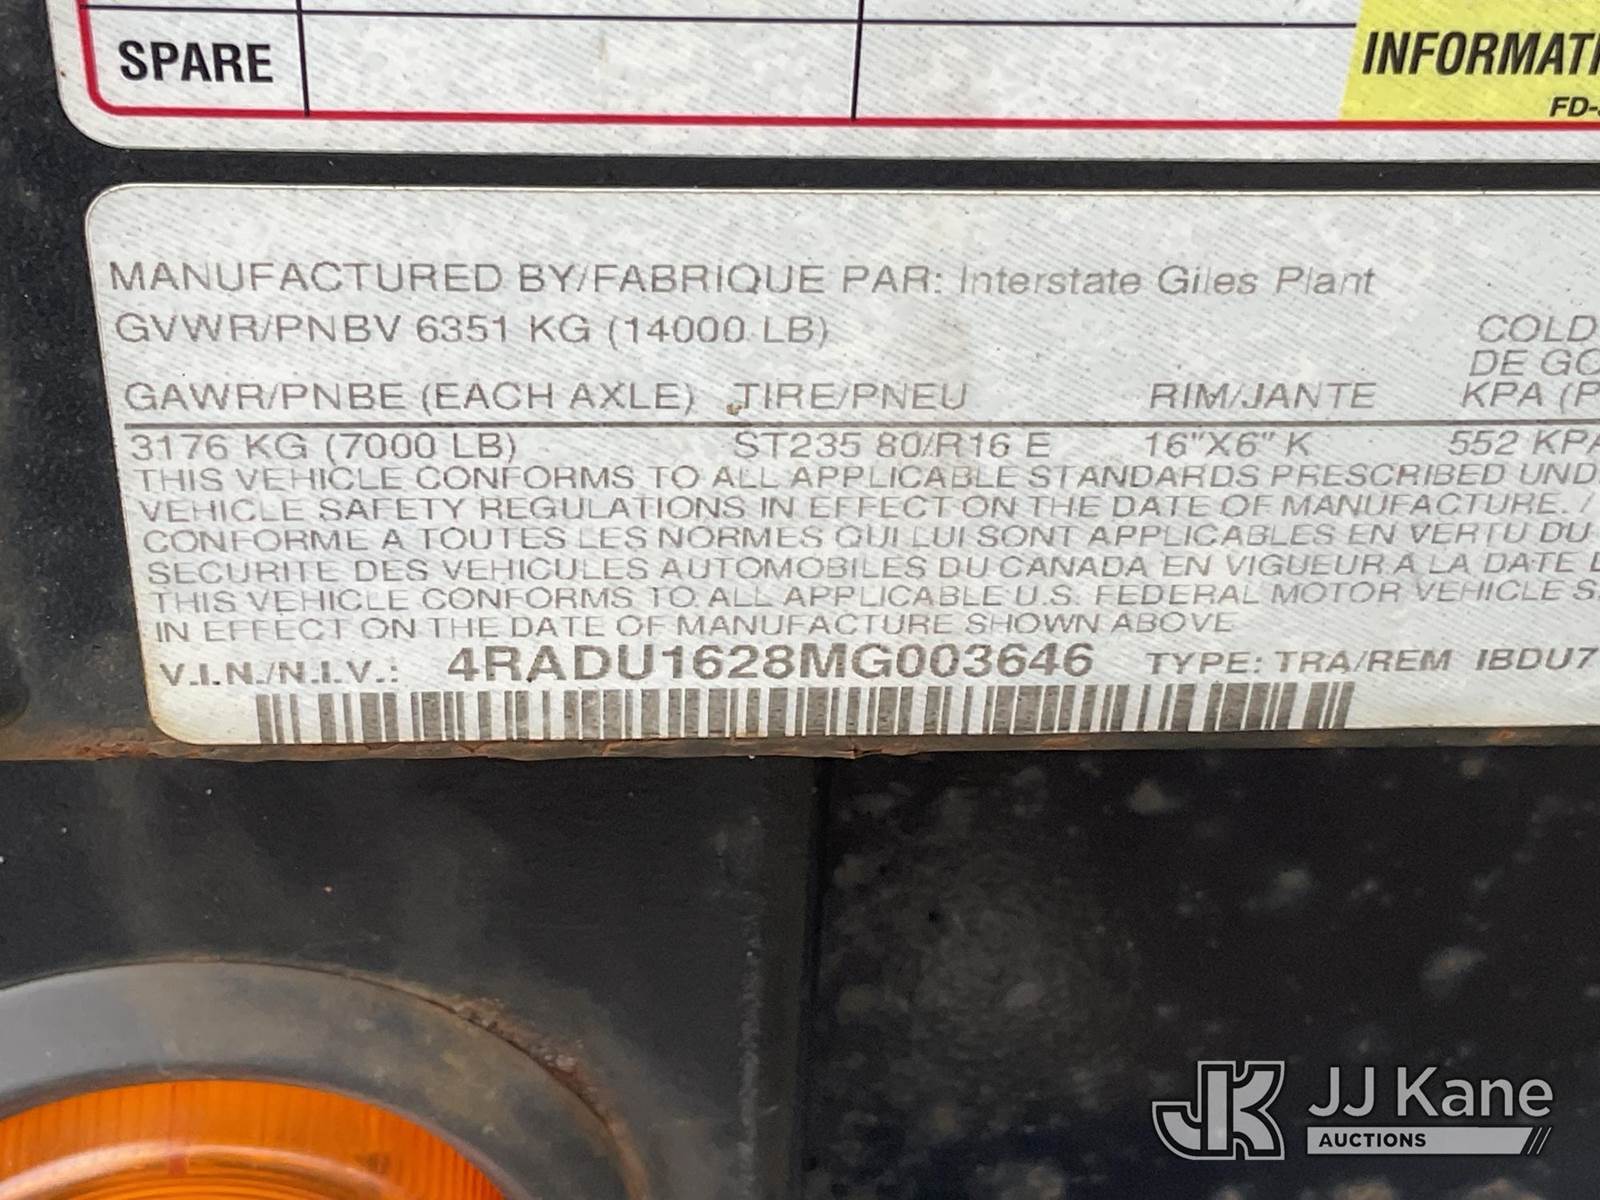 SPARE
INFORMATI
FD-
MANUFACTURED BY/FABRIQUE PAR: Interstate Giles Plant
GVWR/PNBV 6351 KG (14000 LB)
COLD
DE GO
GAWR/PNBE (EACH AXLE) TIRE/PNEU RIM/JANTE KPA (P
3176 KG (7000 LB) ST235 80/R16 E 16"X6" K 552 KPA
THIS VEHICLE CONFORMS TO ALL APPLICABLE STANDARDS PRESCRIBED UND
VEHICLE SAFETY REGULATIONS IN EFFECT ON THE DATE OF MANUFACTURE. /
CONFORME A TOUTES LES NORMES QUI LUI SONT APPLICABLES EN VERTU DU
SECURITE DES VEHICULES AUTOMOBILES DU CANADA EN VIGUEUR A LA DATE D
THIS VEHICLE CONFORMS TO ALL APPLICABLE U.S. FEDERAL MOTOR VEHICLE S
IN EFFECT ON THE DATE OF MANUFACTURE SHOWN ABOVE
V.I.N./N.I.V.: 4RADU1628MG003646 TYPE: TRA/REM IBDU7
JK JJ Kane
AUCTIONS